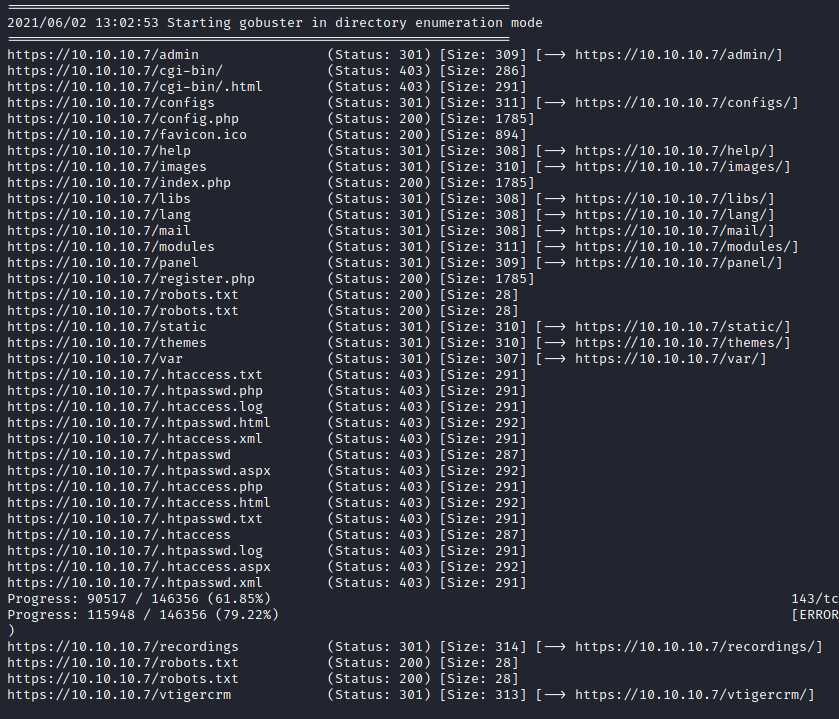 ===============================================================
2021/06/02 13:02:53 Starting gobuster in directory enumeration mode
===============================================================
https://10.10.10.7/admin (Status: 301) [Size: 309] [--> https://10.10.10.7/admin/]
https://10.10.10.7/cgi-bin/ (Status: 403) [Size: 286]
https://10.10.10.7/cgi-bin/.html (Status: 403) [Size: 291]
https://10.10.10.7/configs (Status: 301) [Size: 311] [--> https://10.10.10.7/configs/]
https://10.10.10.7/config.php (Status: 200) [Size: 1785]
https://10.10.10.7/favicon.ico (Status: 200) [Size: 894]
https://10.10.10.7/help (Status: 301) [Size: 308] [--> https://10.10.10.7/help/]
https://10.10.10.7/images (Status: 301) [Size: 310] [--> https://10.10.10.7/images/]
https://10.10.10.7/index.php (Status: 200) [Size: 1785]
https://10.10.10.7/libs (Status: 301) [Size: 308] [--> https://10.10.10.7/libs/]
https://10.10.10.7/lang (Status: 301) [Size: 308] [--> https://10.10.10.7/lang/]
https://10.10.10.7/mail (Status: 301) [Size: 308] [--> https://10.10.10.7/mail/]
https://10.10.10.7/modules (Status: 301) [Size: 311] [--> https://10.10.10.7/modules/]
https://10.10.10.7/panel (Status: 301) [Size: 309] [--> https://10.10.10.7/panel/]
https://10.10.10.7/register.php (Status: 200) [Size: 1785]
https://10.10.10.7/robots.txt (Status: 200) [Size: 28]
https://10.10.10.7/robots.txt (Status: 200) [Size: 28]
https://10.10.10.7/static (Status: 301) [Size: 310] [--> https://10.10.10.7/static/]
https://10.10.10.7/themes (Status: 301) [Size: 310] [--> https://10.10.10.7/themes/]
https://10.10.10.7/var (Status: 301) [Size: 307] [--> https://10.10.10.7/var/]
https://10.10.10.7/.htaccess.txt (Status: 403) [Size: 291]
https://10.10.10.7/.htpasswd.php (Status: 403) [Size: 291]
https://10.10.10.7/.htaccess.log (Status: 403) [Size: 291]
https://10.10.10.7/.htpasswd.html (Status: 403) [Size: 292]
https://10.10.10.7/.htaccess.xml (Status: 403) [Size: 291]
https://10.10.10.7/.htpasswd (Status: 403) [Size: 287]
https://10.10.10.7/.htpasswd.aspx (Status: 403) [Size: 292]
https://10.10.10.7/.htaccess.php (Status: 403) [Size: 291]
https://10.10.10.7/.htaccess.html (Status: 403) [Size: 292]
https://10.10.10.7/.htpasswd.txt (Status: 403) [Size: 291]
https://10.10.10.7/.htaccess (Status: 403) [Size: 287]
https://10.10.10.7/.htpasswd.log (Status: 403) [Size: 291]
https://10.10.10.7/.htaccess.aspx (Status: 403) [Size: 292]
https://10.10.10.7/.htpasswd.xml (Status: 403) [Size: 291]
Progress: 90517 / 146356 (61.85%) 143/tc
Progress: 115948 / 146356 (79.22%) [ERROR
)
https://10.10.10.7/recordings (Status: 301) [Size: 314] [--> https://10.10.10.7/recordings/]
https://10.10.10.7/robots.txt (Status: 200) [Size: 28]
https://10.10.10.7/robots.txt (Status: 200) [Size: 28]
https://10.10.10.7/vtigercrm (Status: 301) [Size: 313] [--> https://10.10.10.7/vtigercrm/]